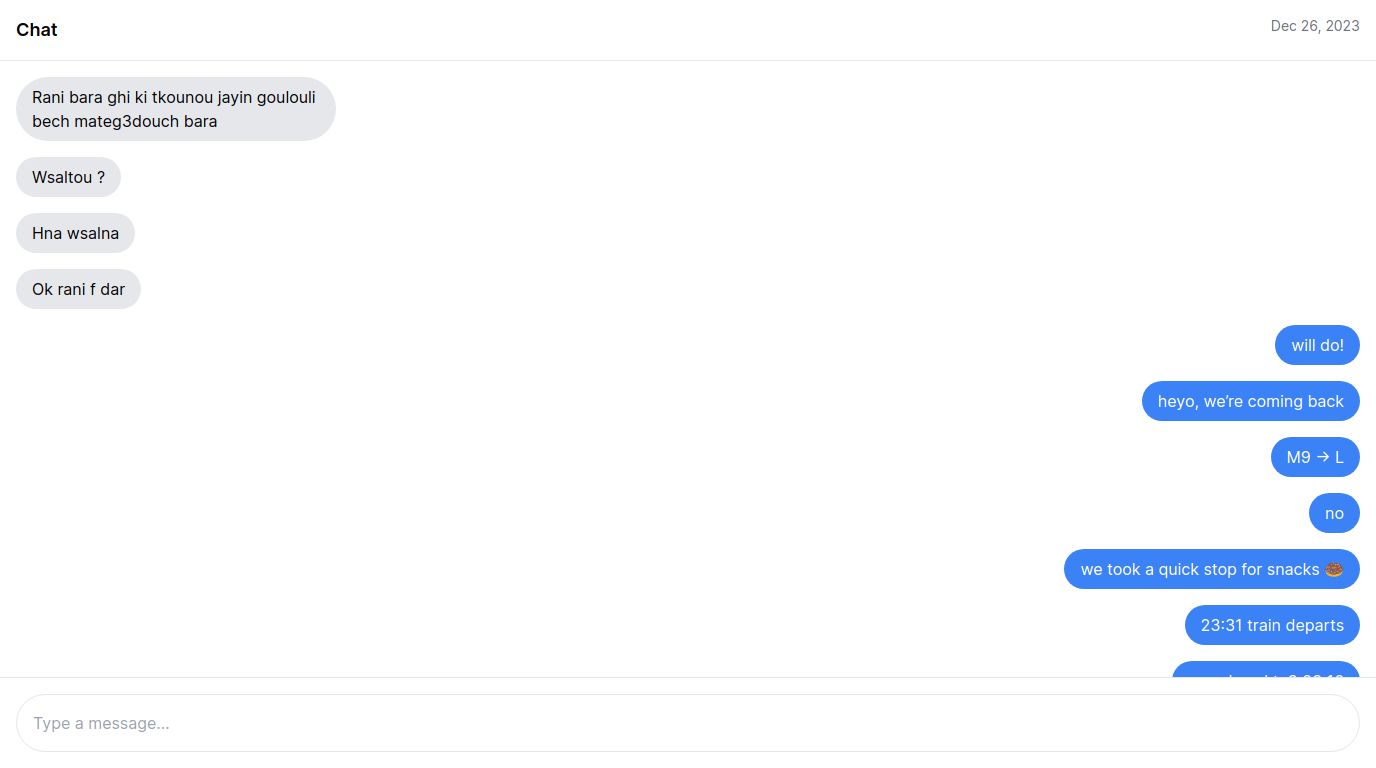 Chat
Dec 26, 2023
Rani bara ghi ki tkounou jayin goulouli
bech mateg3douch bara
Wsaltou ?
Hna wsalna
Ok rani f dar
will do!
heyo, we’re coming back
M9 → L
no
we took a quick stop for snacks 🍩
23:31 train departs
Type a message...